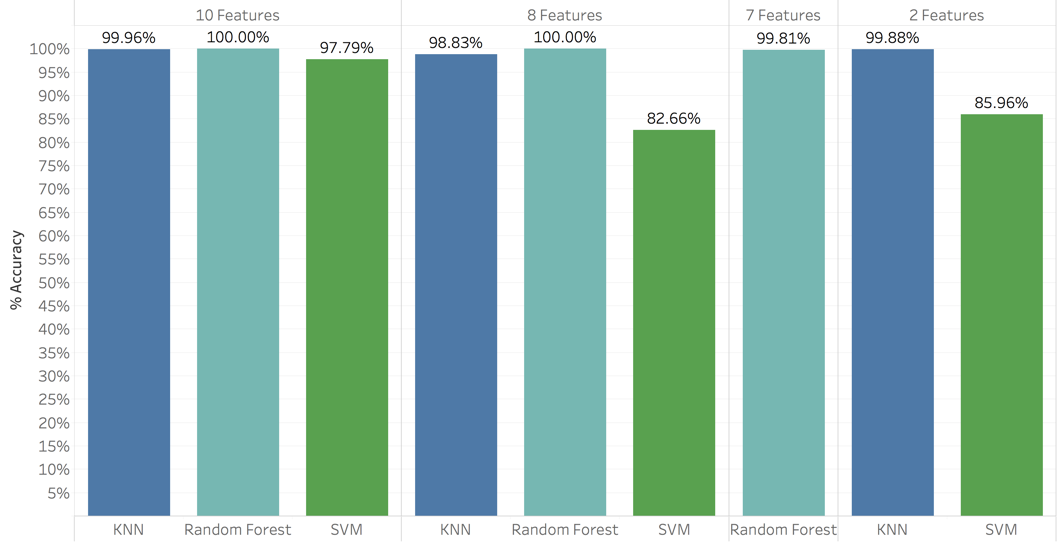 10 Features
8 Features
7 Features
2 Features
99.96%
100.00%
97.79%
98.83%
100.00%
82.66%
99.81%
99.88%
85.96%
% Accuracy
100%
95%
90%
85%
80%
75%
70%
65%
60%
55%
50%
45%
40%
35%
30%
25%
20%
15%
10%
5%
KNN
Random Forest
SVM
KNN
Random Forest
SVM
Random Forest
KNN
SVM